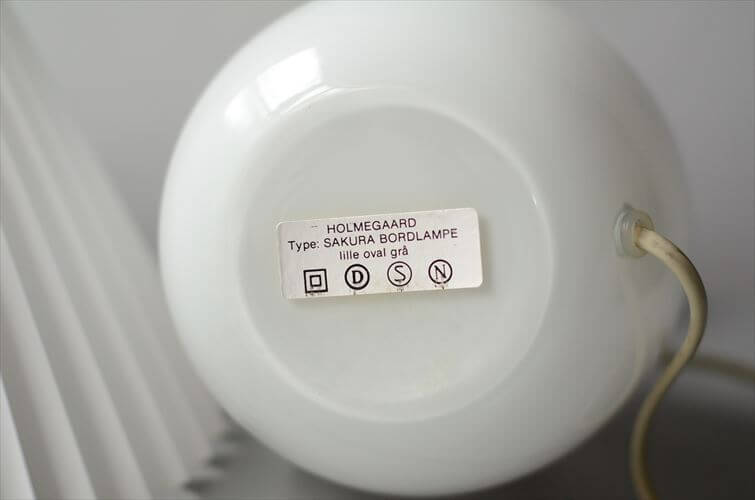 HOLMEGAARD
Type: SAKURA BORDLAMPE
lille oval grå
D S N